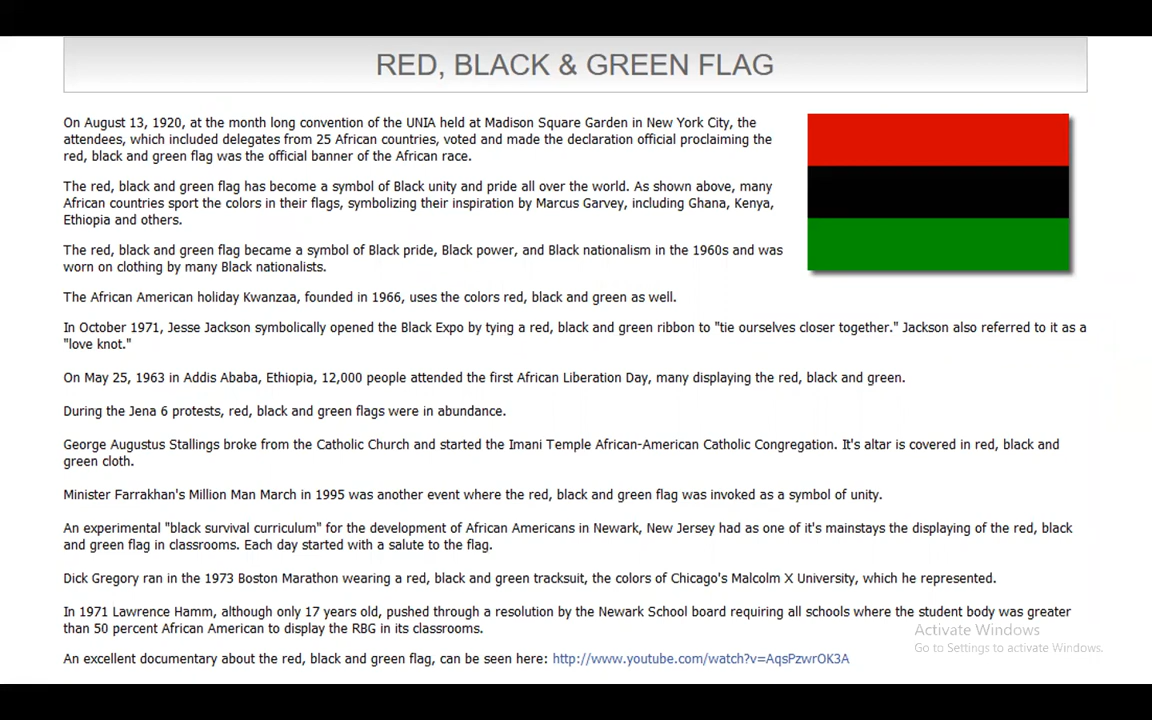 RED, BLACK & GREEN FLAG
On August 13, 1920, at the month long convention of the UNIA held at Madison Square Garden in New York City, the
attendees, which included delegates from 25 African countries, voted and made the declaration official proclaiming the
red, black and green flag was the official banner of the African race.
The red, black and green flag has become a symbol of Black unity and pride all over the world. As shown above, many
African countries sport the colors in their flags, symbolizing their inspiration by Marcus Garvey, including Ghana, Kenya,
Ethiopia and others.
The red, black and green flag became a symbol of Black pride, Black power, and Black nationalism in the 1960s and was
worn on clothing by many Black nationalists.
The African American holiday Kwanzaa, founded in 1966, uses the colors red, black and green as well.
In October 1971, Jesse Jackson symbolically opened the Black Expo by tying a red, black and green ribbon to "tie ourselves closer together." Jackson also referred to it as a
"love knot."
On May 25, 1963 in Addis Ababa, Ethiopia, 12,000 people attended the first African Liberation Day, many displaying the red, black and green.
During the Jena 6 protests, red, black and green flags were in abundance.
George Augustus Stallings broke from the Catholic Church and started the Imani Temple African-American Catholic Congregation. It's altar is covered in red, black and
green cloth.
Minister Farrakhan's Million Man March in 1995 was another event where the red, black and green flag was invoked as a symbol of unity.
An experimental "black survival curriculum" for the development of African Americans in Newark, New Jersey had as one of it's mainstays the displaying of the red, black
and green flag in classrooms. Each day started with a salute to the flag.
Dick Gregory ran in the 1973 Boston Marathon wearing a red, black and green tracksuit, the colors of Chicago's Malcolm X University, which he represented.
In 1971 Lawrence Hamm, although only 17 years old, pushed through a resolution by the Newark School board requiring all schools where the student body was greater
than 50 percent African American to display the RBG in its classrooms.
An excellent documentary about the red, black and green flag, can be seen here: http://www.youtube.com/watch?v=AqsPzwrOK3A
Activate Windows
Go to Settings to activate Windows.